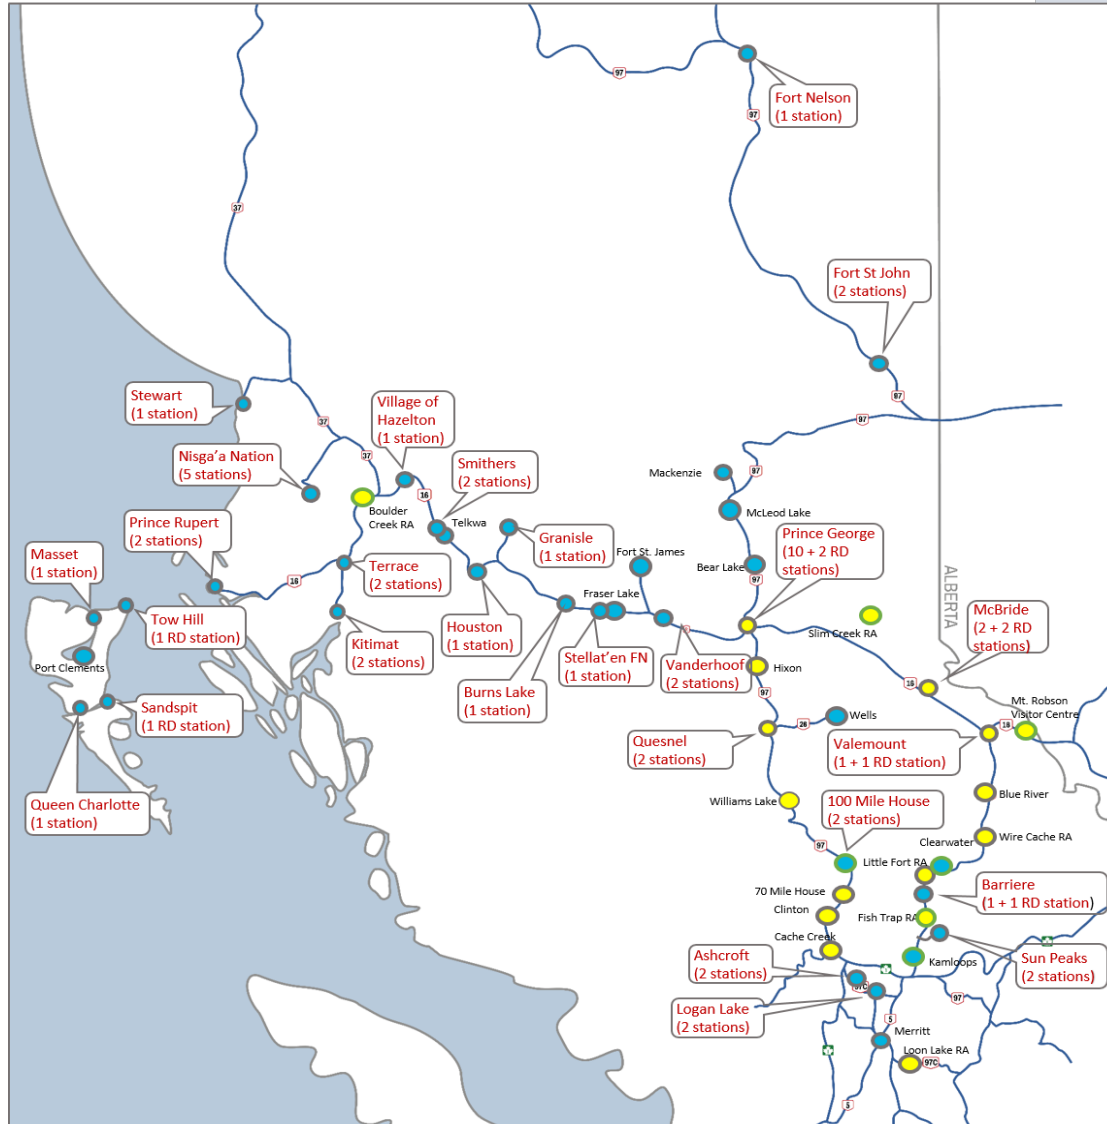 97
Fort Nelson
(1 station)
97
37
Fort St John
(2 stations)
97
Stewart
(1 station)
Village of
Hazelton
(1 station)
97
37
Nisga'a Nation
(5 stations)
37
Smithers
(2 stations)
Mackenzie
97
16
Boulder
Creek RA
Telkwa
McLeod Lake
Prince Rupert
(2 stations)
Granisle
(1 station)
Prince George
(10 + 2 RD
stations)
Masset
(1 station)
Terrace
(2 stations)
Fort St. James
Bear Lake
97
ALBERTA
16
Fraser Lake
McBride
(2 + 2 RD
stations)
Tow Hill
(1 RD station)
Houston
(1 station)
Kitimat
(2 stations)
Slim Creek RA
Port Clements
Stellat'en FN
(1 station)
Vanderhoof
(2 stations)
Hixon
16
Burns Lake
(1 station)
97
Sandspit
(1 RD station)
Mt. Robson
Visitor Centre
Wells
26
16
Quesnel
(2 stations)
Valemount
(1 + 1 RD station)
Queen Charlotte
(1 station)
Williams Lake
100 Mile House
(2 stations)
Blue River
97
Clearwater
Wire Cache RA
Little Fort RA
70 Mile House
Barriere
(1 + 1 RD station)
Clinton
Fish Trap RA
Cache Creek
Ashcroft
(2 stations)
Kamloops
Sun Peaks
(2 stations)
1
97C
97
Logan Lake
(2 stations)
5
Merritt
Loon Lake RA
97C
5